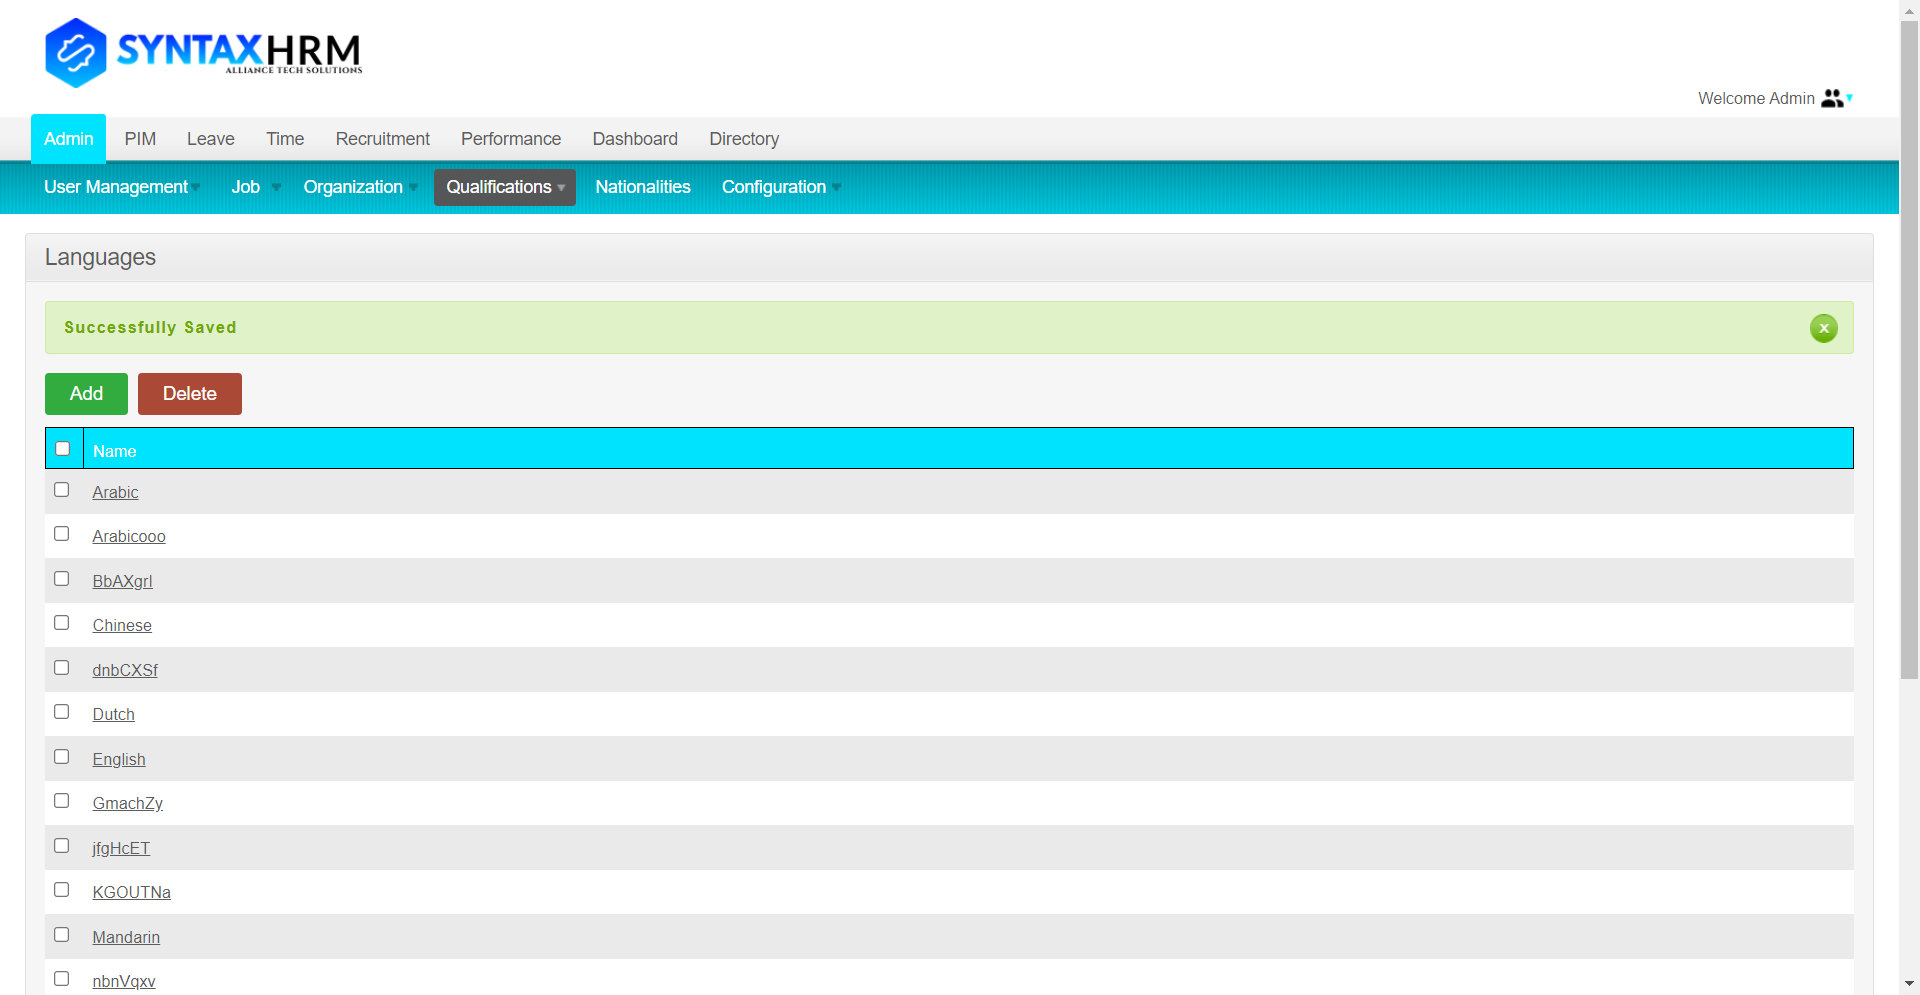 SYNTAXHRM
ALLIANCE TECH SOLUTIONS
Welcome Admin
Admin PIM Leave Time Recruitment Performance Dashboard Directory
User Management Job Organization Qualifications Nationalities Configuration
Languages
Successfully Saved
x
Add Delete
Name
Arabic
Arabicooo
BbAXgrl
Chinese
dnbCXSf
Dutch
English
GmachZy
jfgHcET
KGOUTNa
Mandarin
nbnVqxv